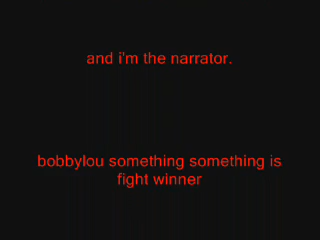 and i'm the narrator.
bobbylou something something is
fight winner